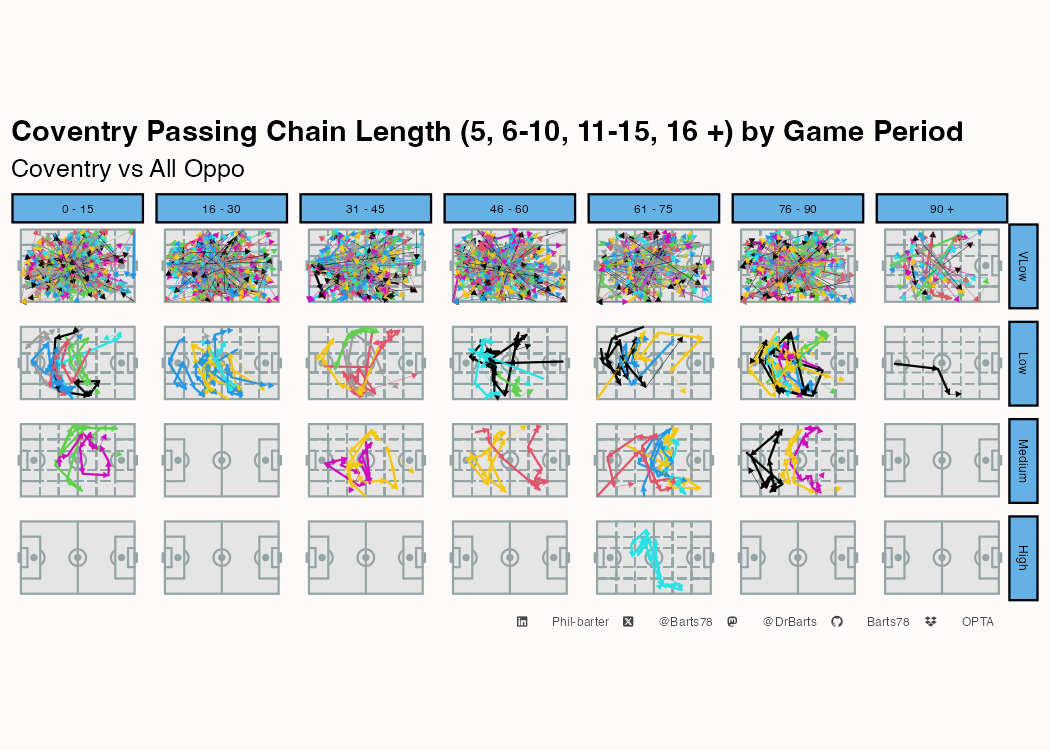 Coventry Passing Chain Length (5, 6-10, 11-15, 16 +) by Game Period
Coventry vs All Oppo
0 - 15 16 - 30 31 - 45 46 - 60 61 - 75 76 - 90 90 +
VLow
Low
Medium
High
Phil-barter @Barts78 @DrBarts Barts78 OPTA